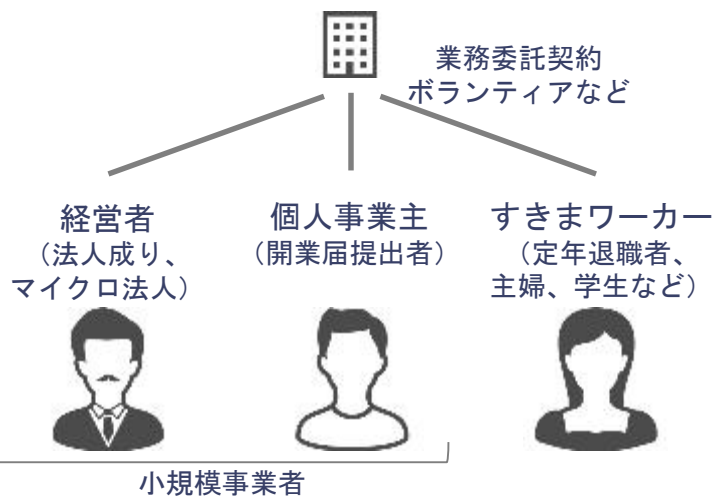 業務委託契約
ボランティアなど
経営者
（法人成り、
マイクロ法人）
個人事業主
（開業届提出者）
すきまワーカー
（定年退職者、
主婦、学生など）
小規模事業者